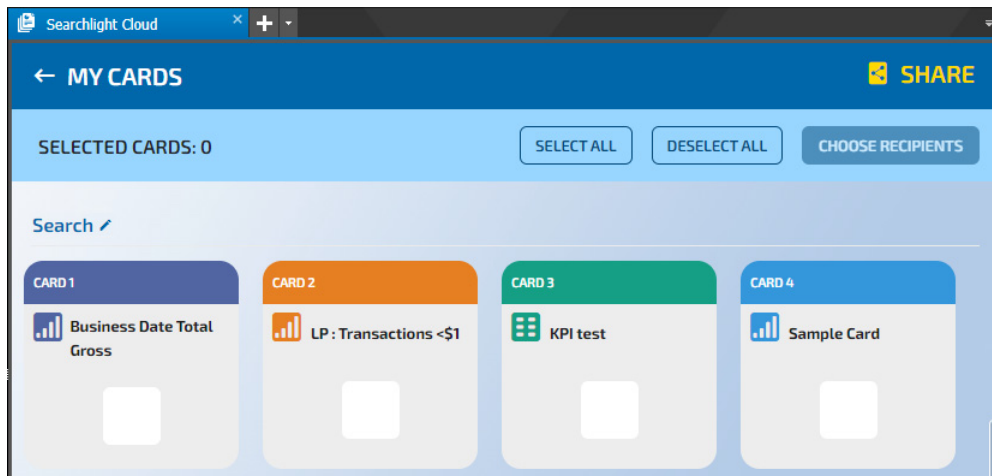 Searchlight Cloud
MY CARDS
SHARE
SELECTED CARDS: 0
SELECT ALL
DESELECT ALL
CHOOSE RECIPIENTS
Search
CARD 1
Business Date Total
Gross
CARD 2
LP : Transactions <$1
CARD 3
KPI test
CARD 4
Sample Card